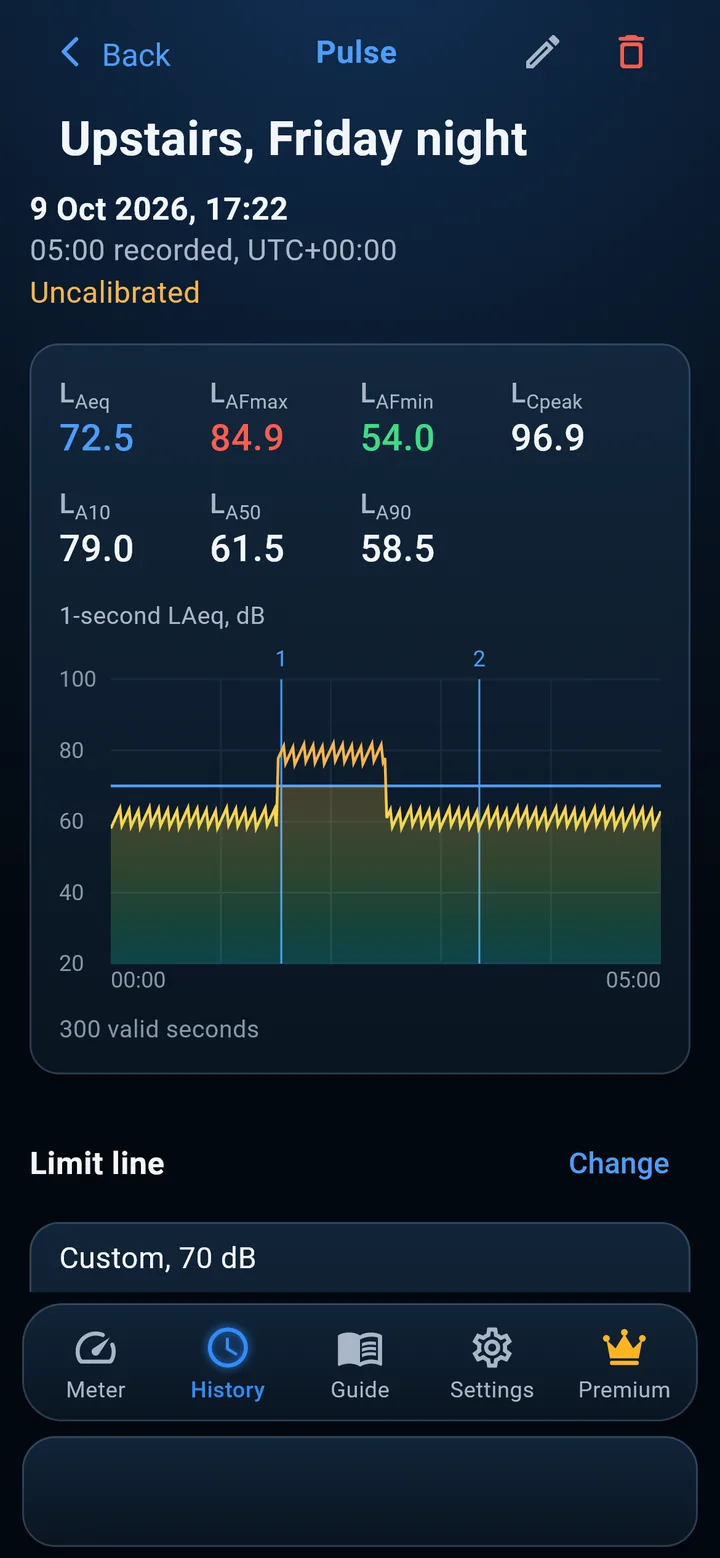 Back Pulse
Upstairs, Friday night
9 Oct 2026, 17:22
05:00 recorded, UTC+00:00
Uncalibrated
LAeq LAFmax LAFmin LCpeak
72.5 84.9 54.0 96.9
LA10 LA50 LA90
79.0 61.5 58.5
1-second LAeq, dB
1 2
100
80
60
40
20
00:00 05:00
300 valid seconds
Limit line Change
Custom, 70 dB
Meter History Guide Settings Premium